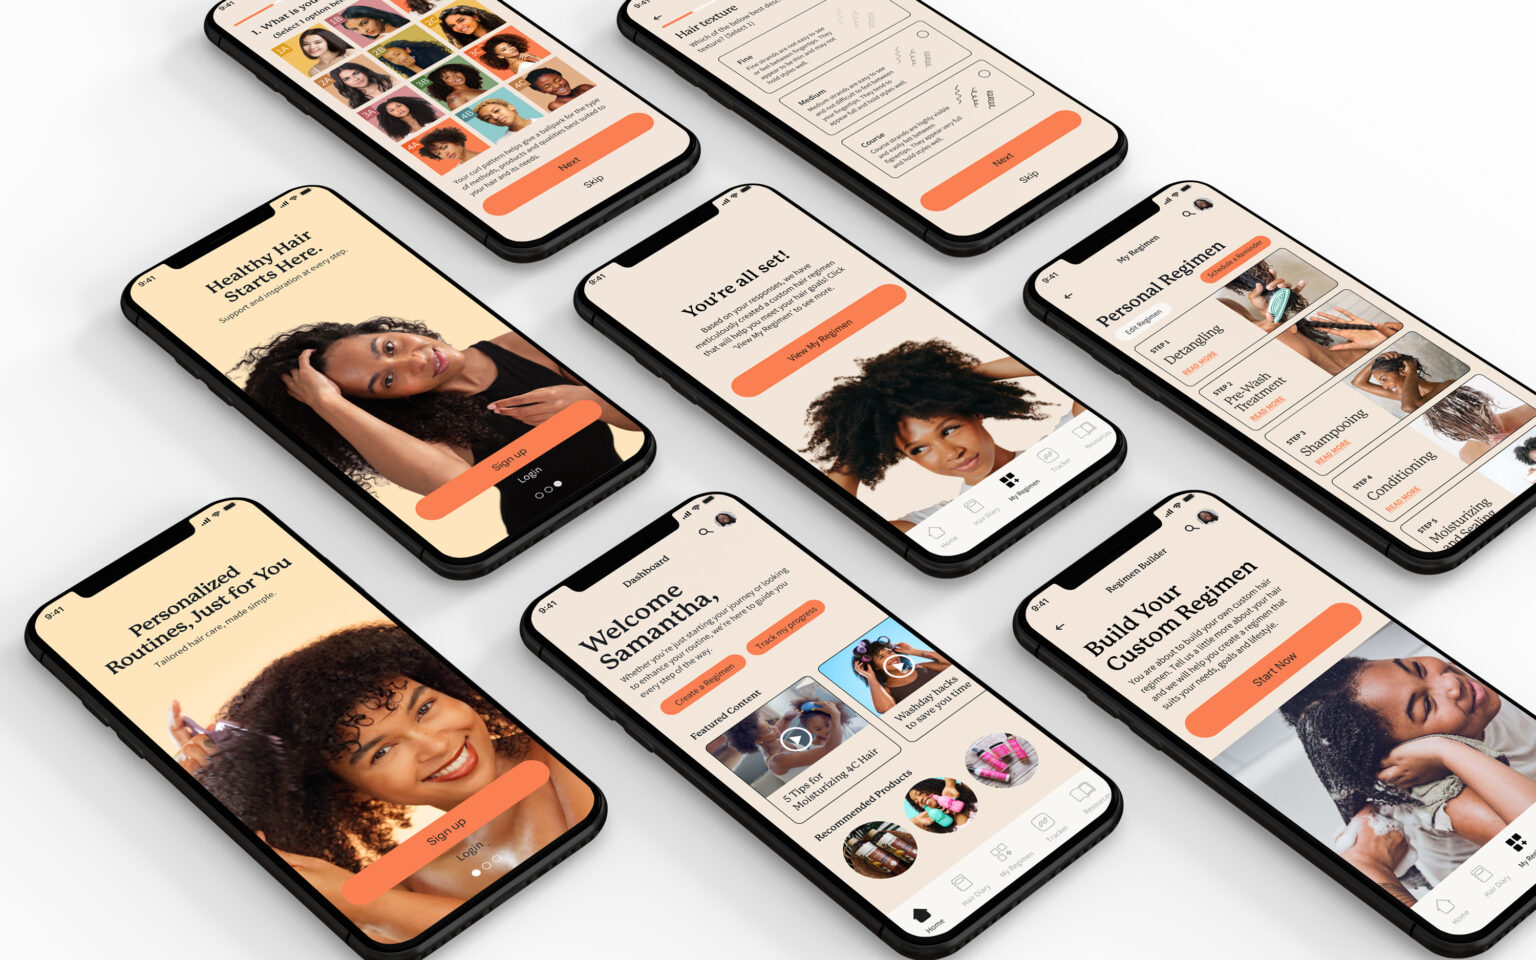 1. What is you
(Select 1 option be
1A
1B
2A
2B
2C
3A
3B
3C
4A
4B
4C
Your curl pattern helps give a ballpark for the type
of methods, products and qualities best suited to
your hair and its needs.
Next
Skip
Hair texture
Which of the below best desc
texture? (Select 1)
Fine
Fine strands are not easy to see
or feel between fingertips. They
appear to be thin and may not
hold styles well.
Medium
Medium strands are easy to see
and not difficult to feel between
your fingertips. They tend to
appear full and hold styles well.
Course
Course strands are highly visible
and easily felt between
fignertips. They appear very full
and hold styles well.
Next
Skip
9:41
Healthy Hair
Starts Here.
Support and inspiration at every step.
Sign up
Login
9:41
You're all set!
Based on your responses, we have
meticulously created a custom hair regimen
that will help you meet your hair goals! Click
'View My Regimen' to see more.
View My Regimen
Home
Hair Diary
My Regimen
Tracker
Resources
9:41
My Regimen
Personal Regimen
Edit Regimen
Schedule a Reminder
STEP 1
Detangling
READ MORE
STEP 2
Pre-Wash
Treatment
READ MORE
STEP 3
Shampooing
READ MORE
STEP 4
Conditioning
READ MORE
STEP 5
Moisturizing
and Sealing
9:41
Personalized
Routines, Just for You
Tailored hair care, made simple.
Sign up
Login
9:41
Dashboard
Welcome
Samantha,
Whether you're just starting your journey or looking
to enhance your routine, we're here to guide you
every step of the way.
Create a Regimen
Track my progress
Featured Content
5 Tips for
Moisturizing 4C Hair
Washday hacks
to save you time
Recommended Products
Home
Hair Diary
My Regimen
Tracker
Resources
9:41
Regimen Builder
Build Your
Custom Regimen
You are about to build your own custom hair
regimen. Tell us a little more about your hair
and we will help you create a regimen that
suits your needs, goals and lifestyle.
Start Now
Home
Hair Diary
My Reg